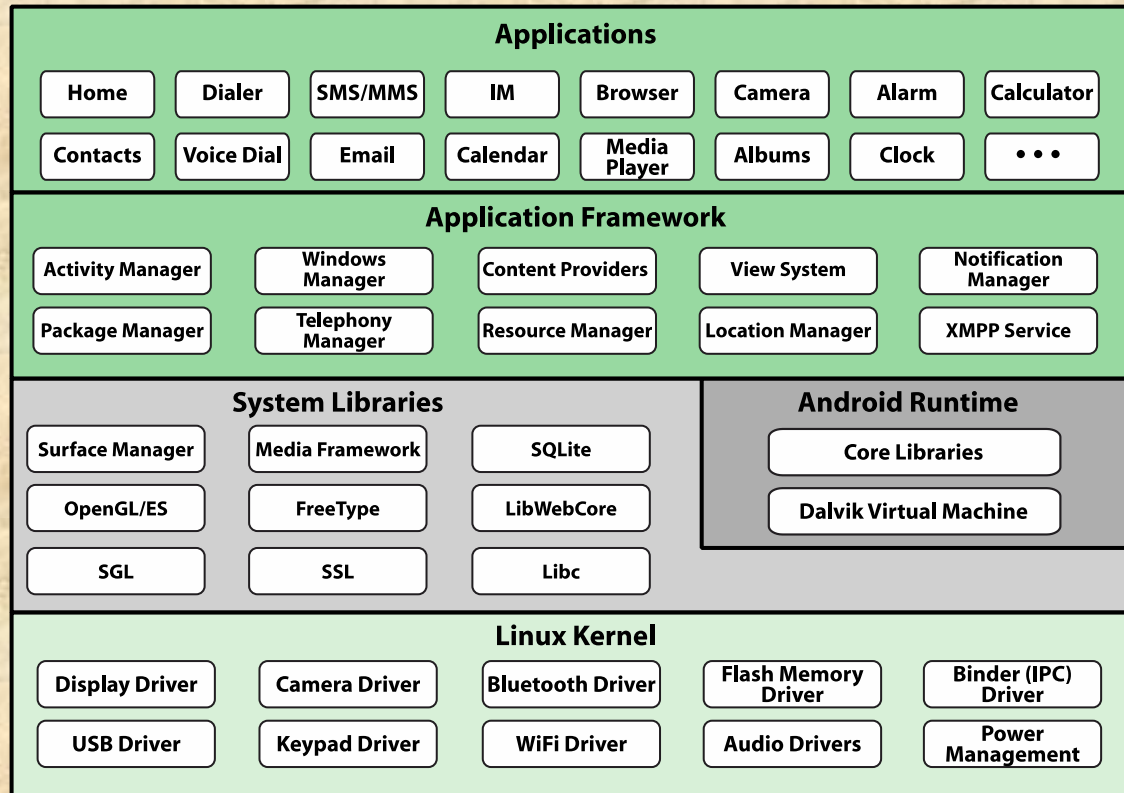 Applications
Home Dialer SMS/MMS IM Browser Camera Alarm Calculator
Contacts Voice Dial Email Calendar Media Player Albums Clock •••
Application Framework
Activity Manager Windows Manager Content Providers View System Notification Manager
Package Manager Telephony Manager Resource Manager Location Manager XMPP Service
System Libraries
Surface Manager Media Framework SQLite
OpenGL/ES FreeType LibWebCore
SGL SSL Libc
Android Runtime
Core Libraries
Dalvik Virtual Machine
Linux Kernel
Display Driver Camera Driver Bluetooth Driver Flash Memory Driver Binder (IPC) Driver
USB Driver Keypad Driver WiFi Driver Audio Drivers Power Management